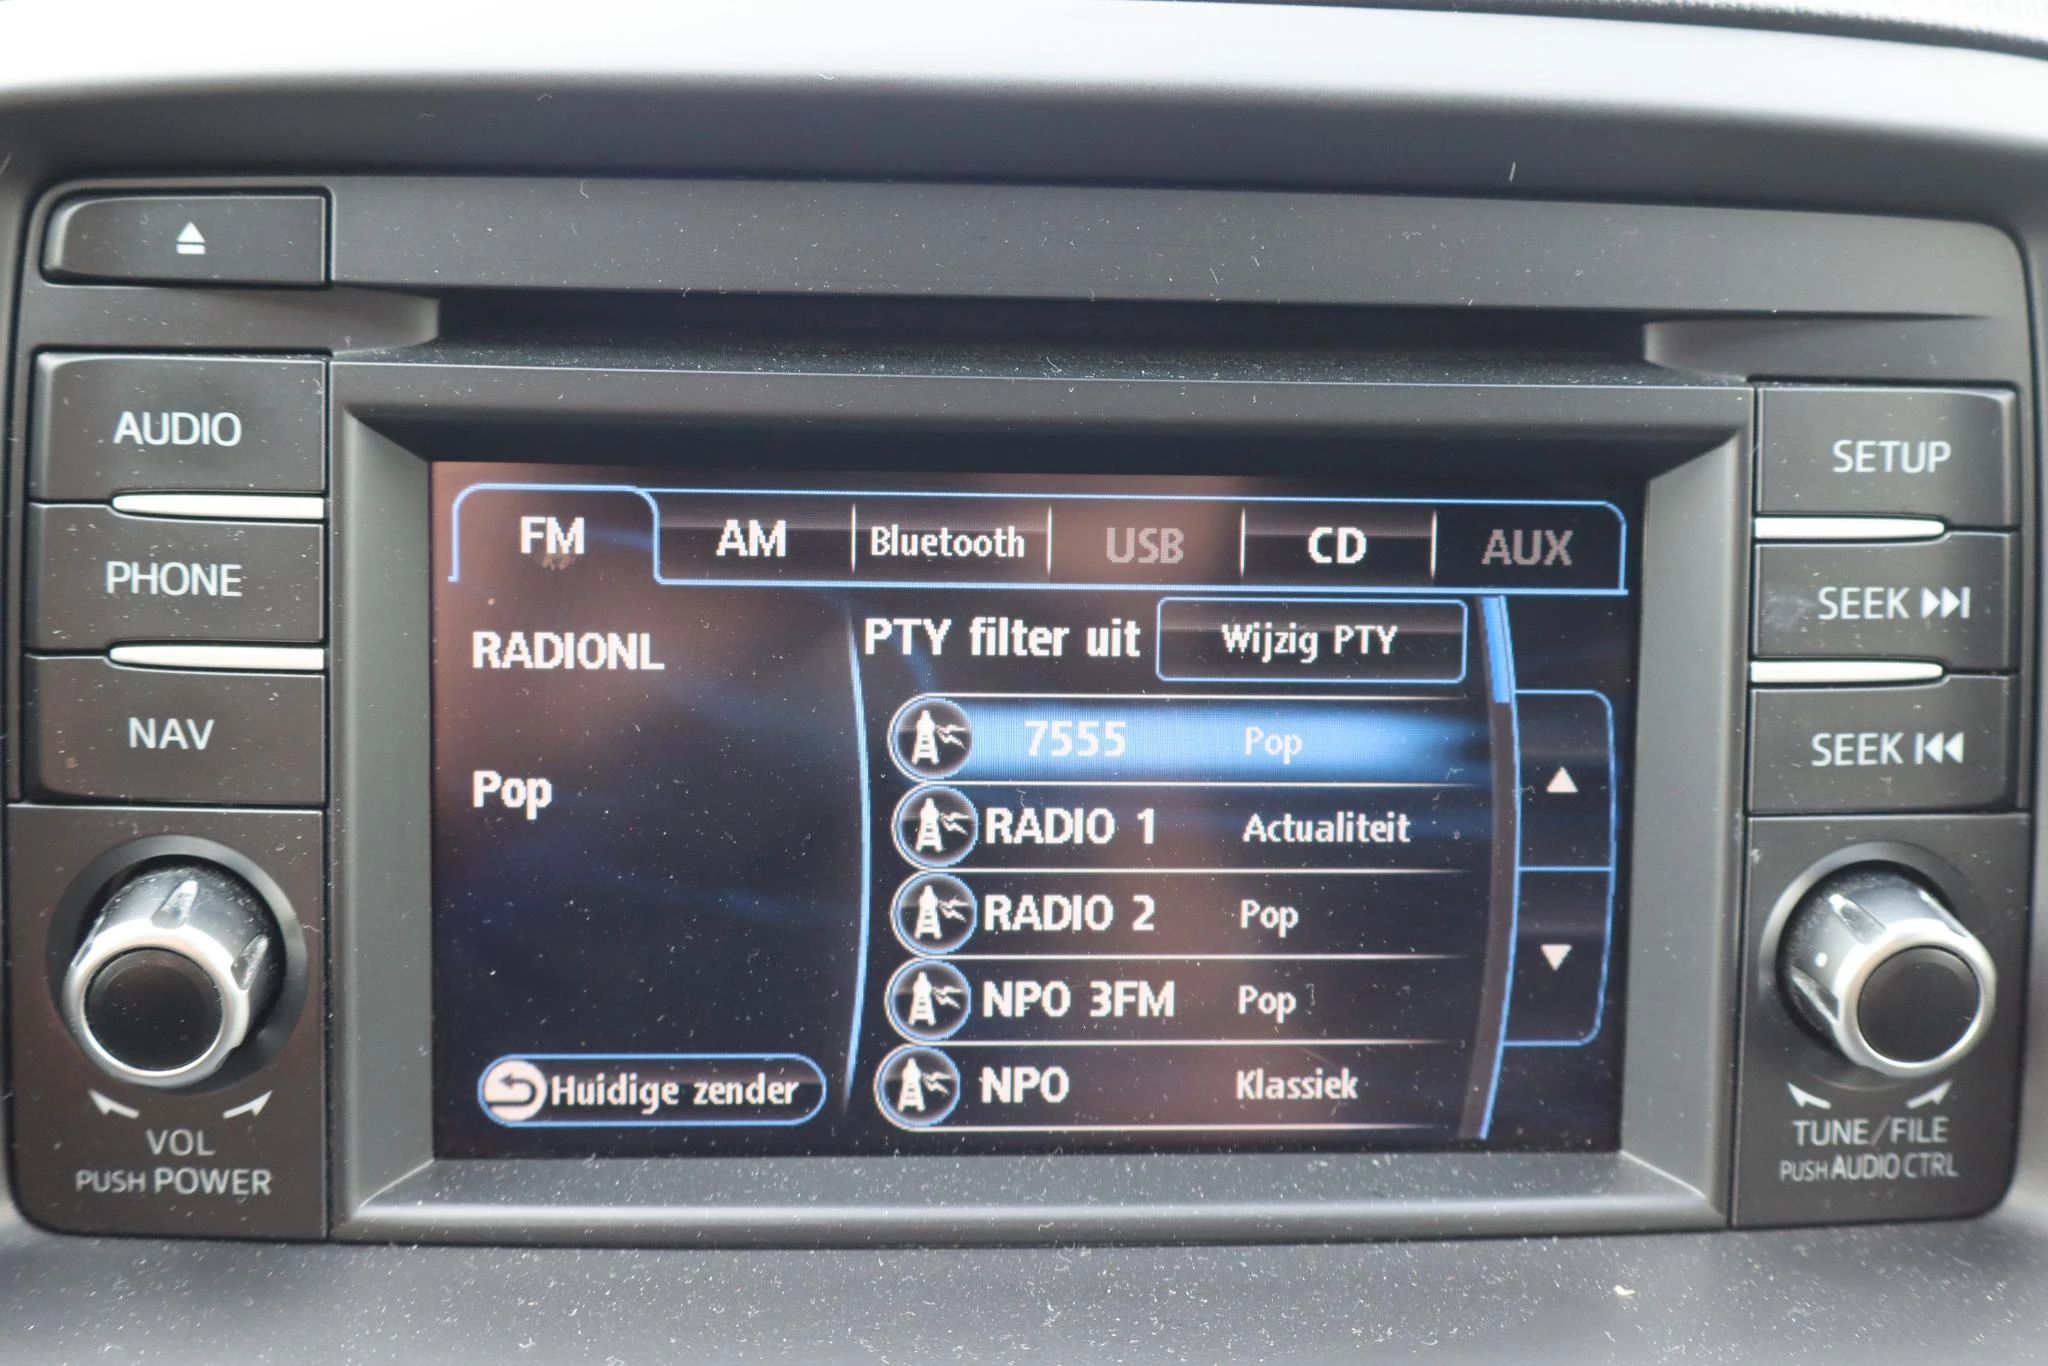 AUDIO
PHONE
NAV
VOL
PUSH POWER
FM AM Bluetooth USB CD AUX
RADIONL
Pop
Huidige zender
PTY filter uit Wijzig PTY
7555 Pop
RADIO 1 Actualiteit
RADIO 2 Pop
NPO 3FM Pop
NPO Klassiek
SETUP
SEEK
SEEK
TUNE/FILE
PUSH AUDIO CTRL